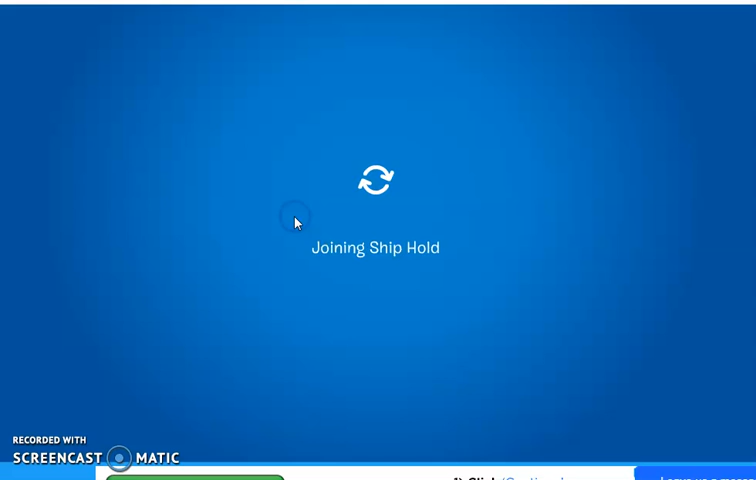 Joining Ship Hold
RECORDED WITH
SCREENCAST MATIC
1) Click